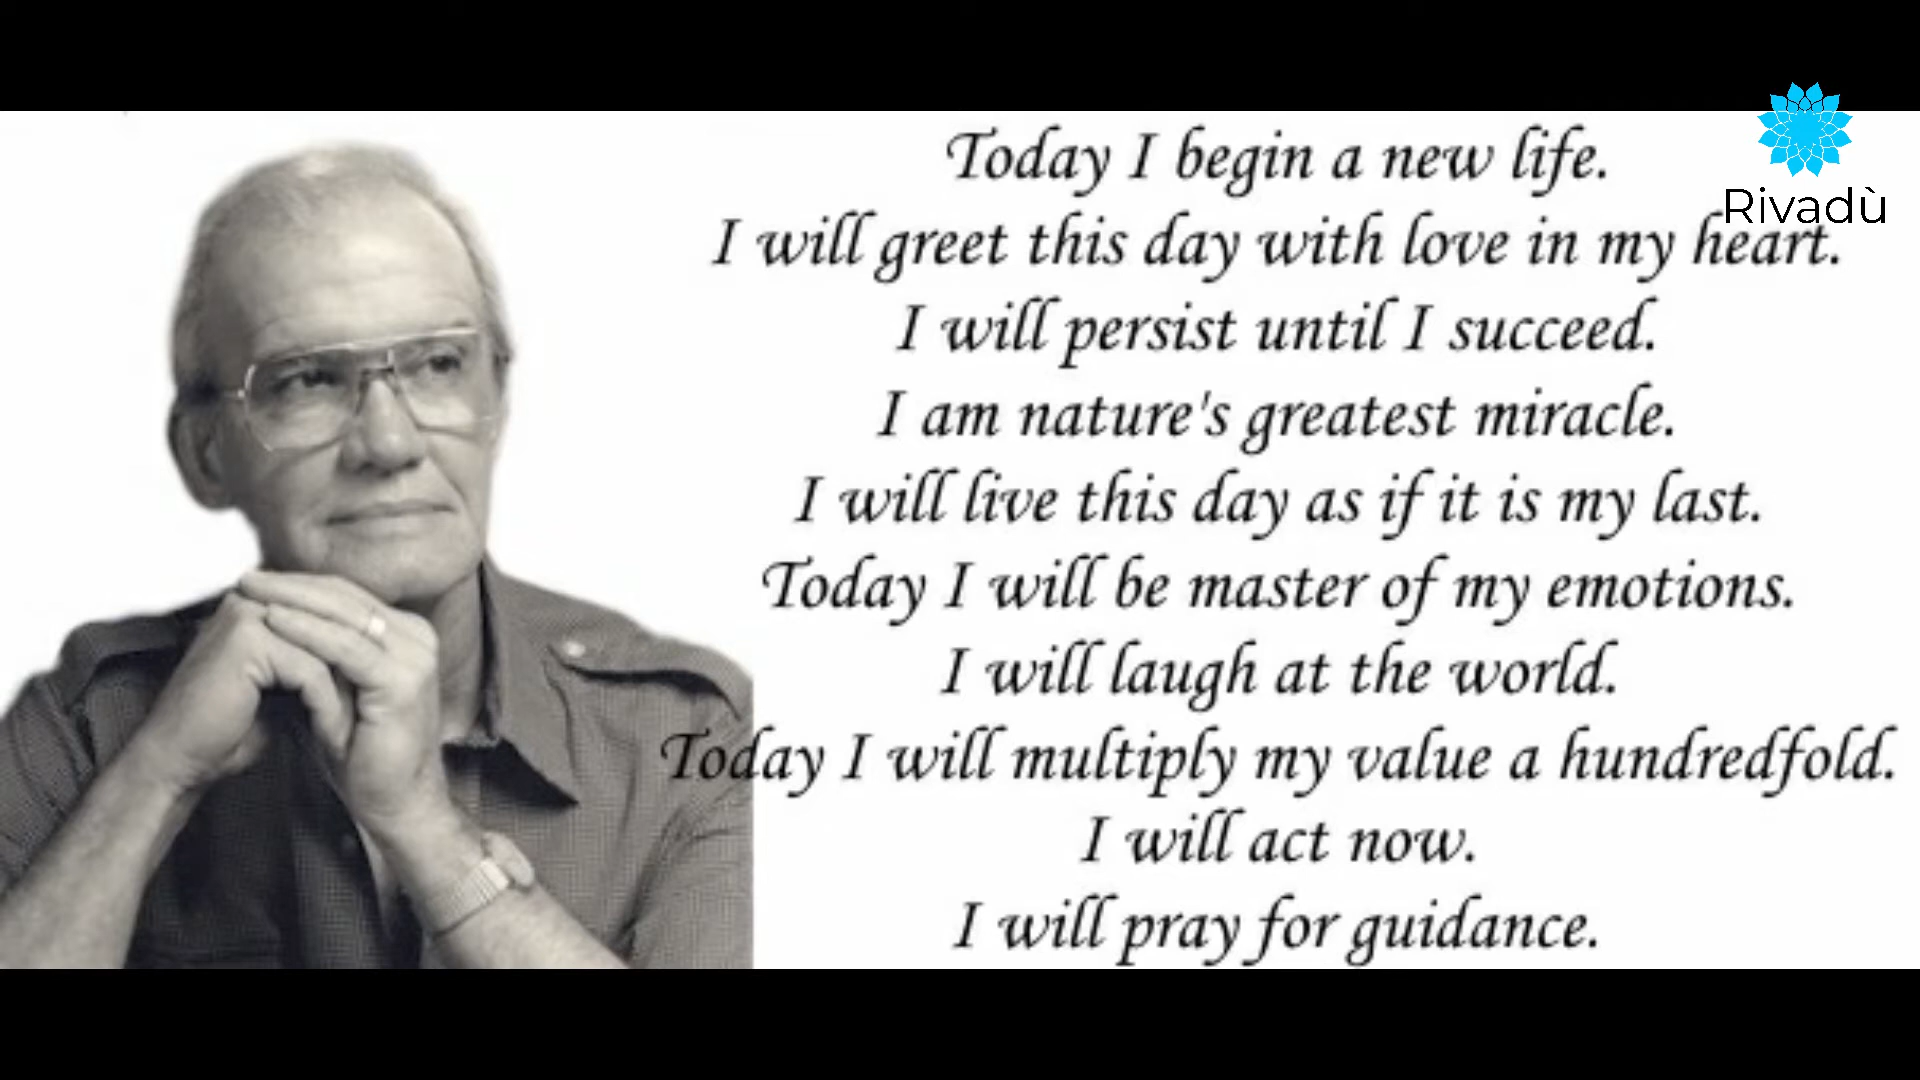 Today I begin a new life.
Rivadù
I will greet this day with love in my heart.
I will persist until I succeed.
I am nature's greatest miracle.
I will live this day as if it is my last.
Today I will be master of my emotions.
I will laugh at the world.
Today I will multiply my value a hundredfold.
I will act now.
I will pray for guidance.